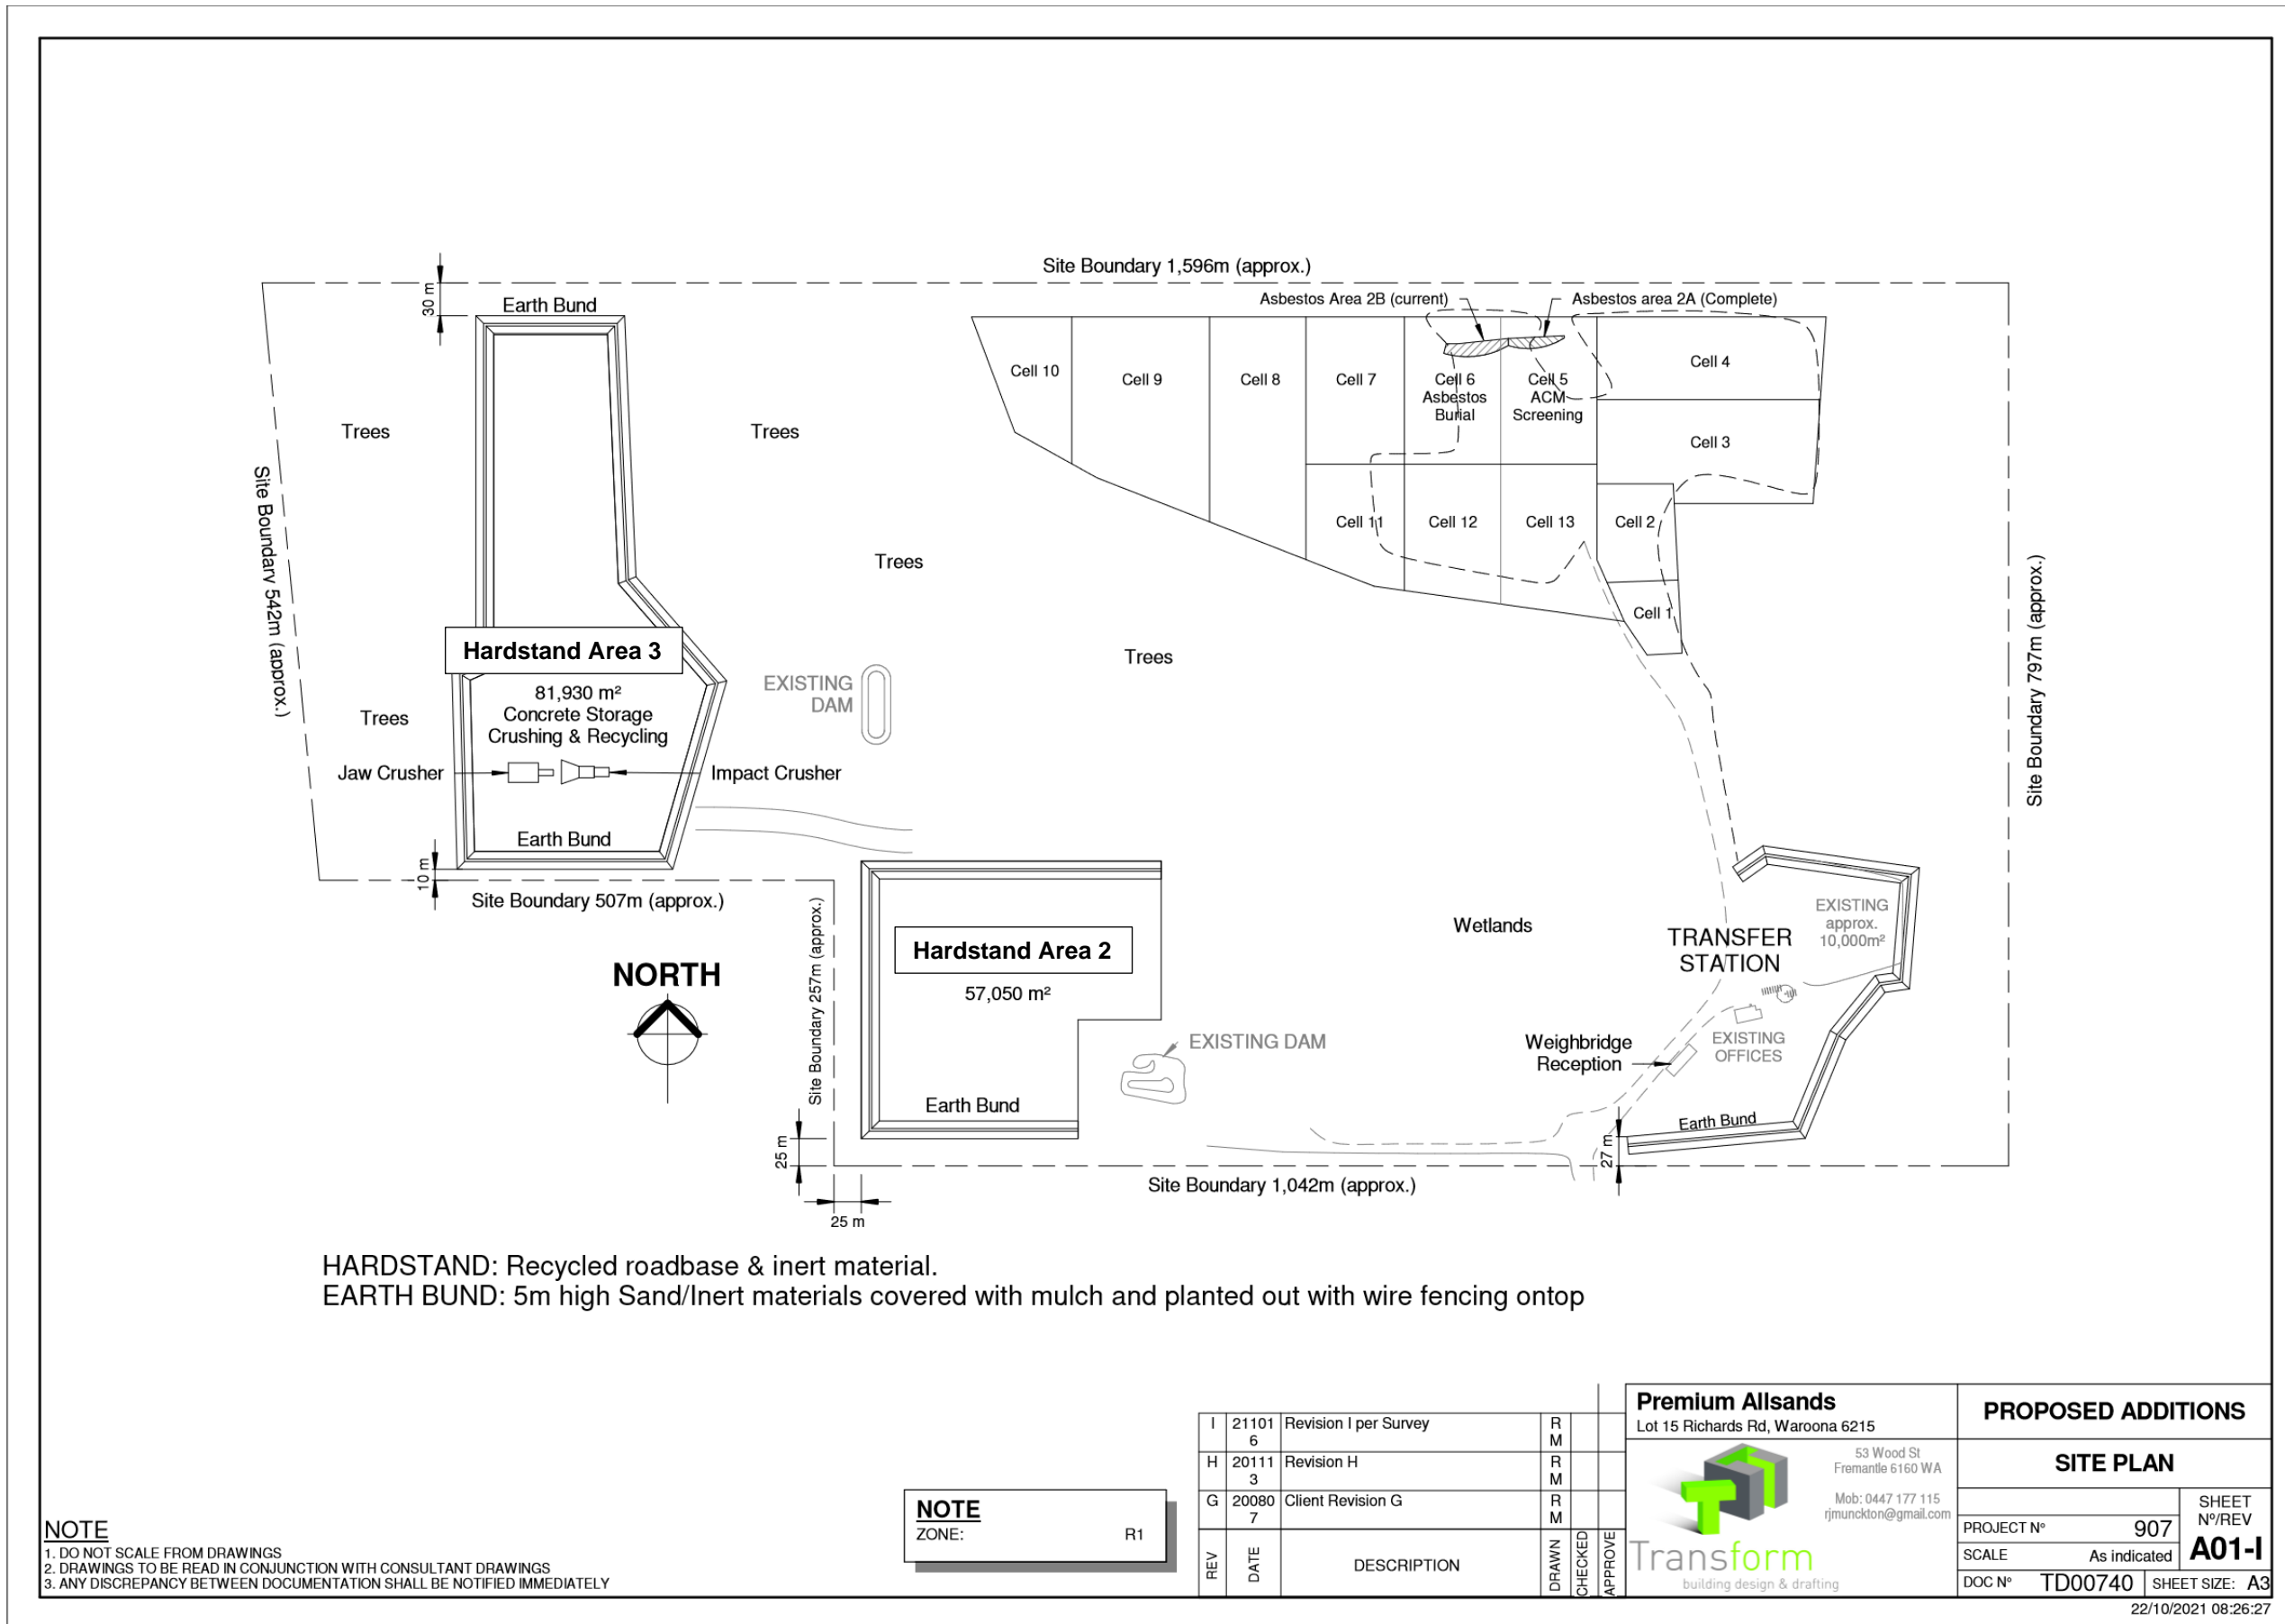 Site Boundary 1,596m (approx.)
30 m
Earth Bund
Asbestos Area 2B (current)
Asbestos area 2A (Complete)
Cell 10
Cell 9
Cell 8
Cell 7
Cell 6
Asbestos
Burial
Cell 5
ACM
Screening
Cell 4
Cell 3
Trees
Trees
Site Boundary 542m (approx.)
Cell 11
Cell 12
Cell 13
Cell 2
Trees
Cell 1
Site Boundary 797m (approx.)
Hardstand Area 3
81,930 m²
Concrete Storage
Crushing & Recycling
Trees
EXISTING
DAM
Trees
Jaw Crusher
Impact Crusher
Earth Bund
10 m
Site Boundary 507m (approx.)
Site Boundary 257m (approx.)
Hardstand Area 2
57,050 m²
Wetlands
TRANSFER
STATION
EXISTING
approx.
10,000m²
NORTH
EXISTING DAM
Weighbridge
Reception
EXISTING
OFFICES
Earth Bund
Earth Bund
25 m
27 m
Site Boundary 1,042m (approx.)
25 m
HARDSTAND: Recycled roadbase & inert material.
EARTH BUND: 5m high Sand/Inert materials covered with mulch and planted out with wire fencing ontop
NOTE
1. DO NOT SCALE FROM DRAWINGS
2. DRAWINGS TO BE READ IN CONJUNCTION WITH CONSULTANT DRAWINGS
3. ANY DISCREPANCY BETWEEN DOCUMENTATION SHALL BE NOTIFIED IMMEDIATELY
NOTE
ZONE: R1
I 21101 Revision I per Survey R
6 M
H 20111 Revision H R
3 M
G 20080 Client Revision G R
7 M
REV DATE DESCRIPTION DRAWN CHECKED APPROVE
Premium Allsands
Lot 15 Richards Rd, Waroona 6215
53 Wood St
Fremantle 6160 WA
Mob: 0447 177 115
rjmunckton@gmail.com
Transform
building design & drafting
PROPOSED ADDITIONS
SITE PLAN
PROJECT Nº 907
SCALE As indicated
SHEET
Nº/REV
A01-I
DOC Nº TD00740
SHEET SIZE: A3
22/10/2021 08:26:27